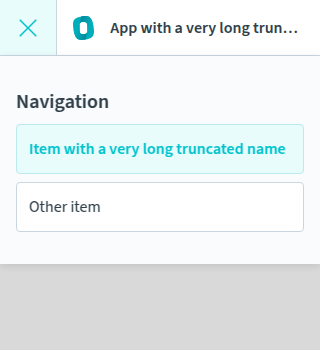 App with a very long trun…
Navigation
Item with a very long truncated name
Other item